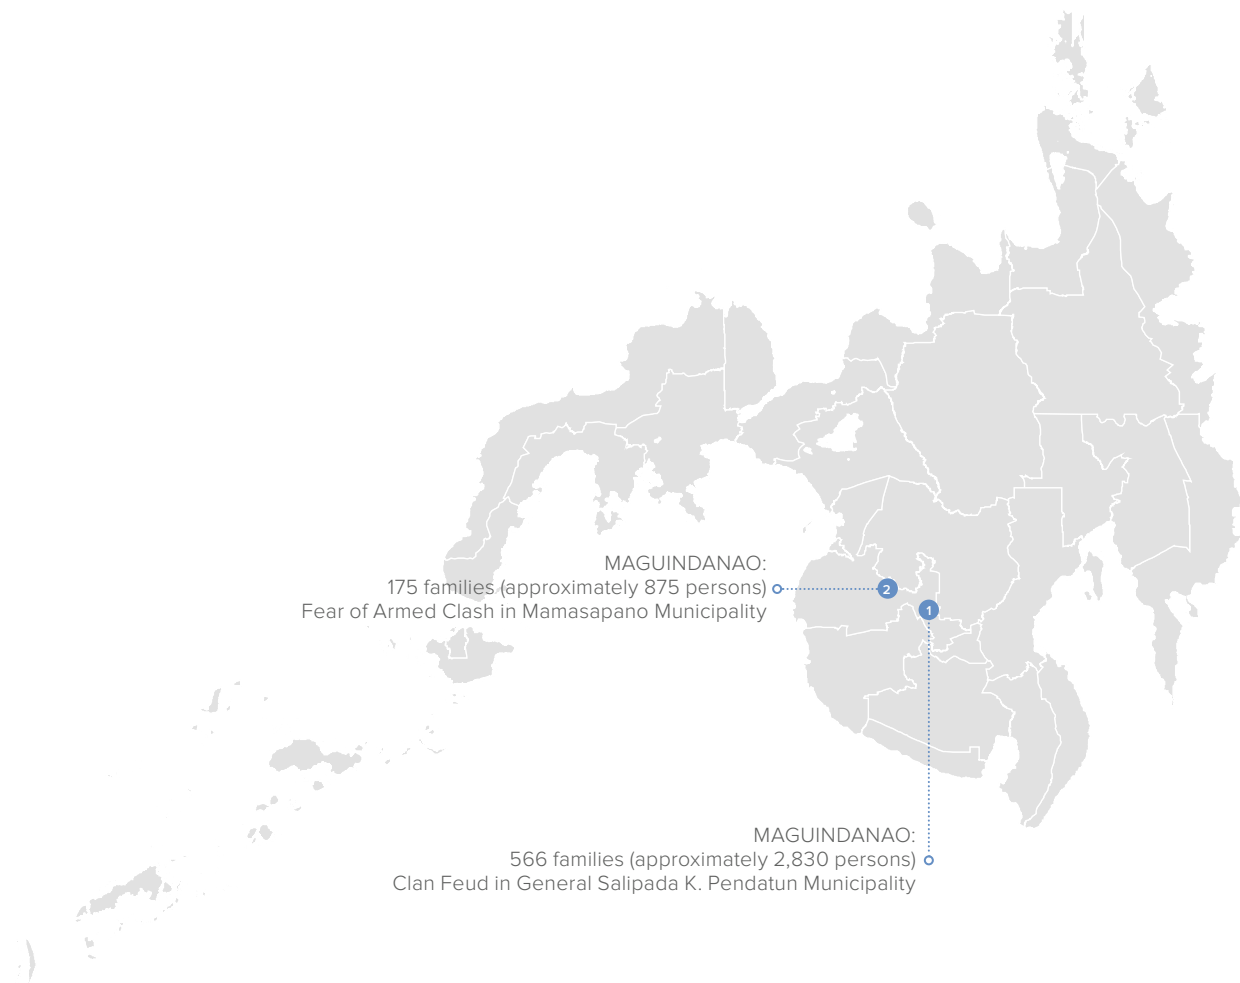 MAGUINDANAO:
175 families (approximately 875 persons)
Fear of Armed Clash in Mamasapano Municipality
2
1
MAGUINDANAO:
566 families (approximately 2,830 persons)
Clan Feud in General Salipada K. Pendatun Municipality